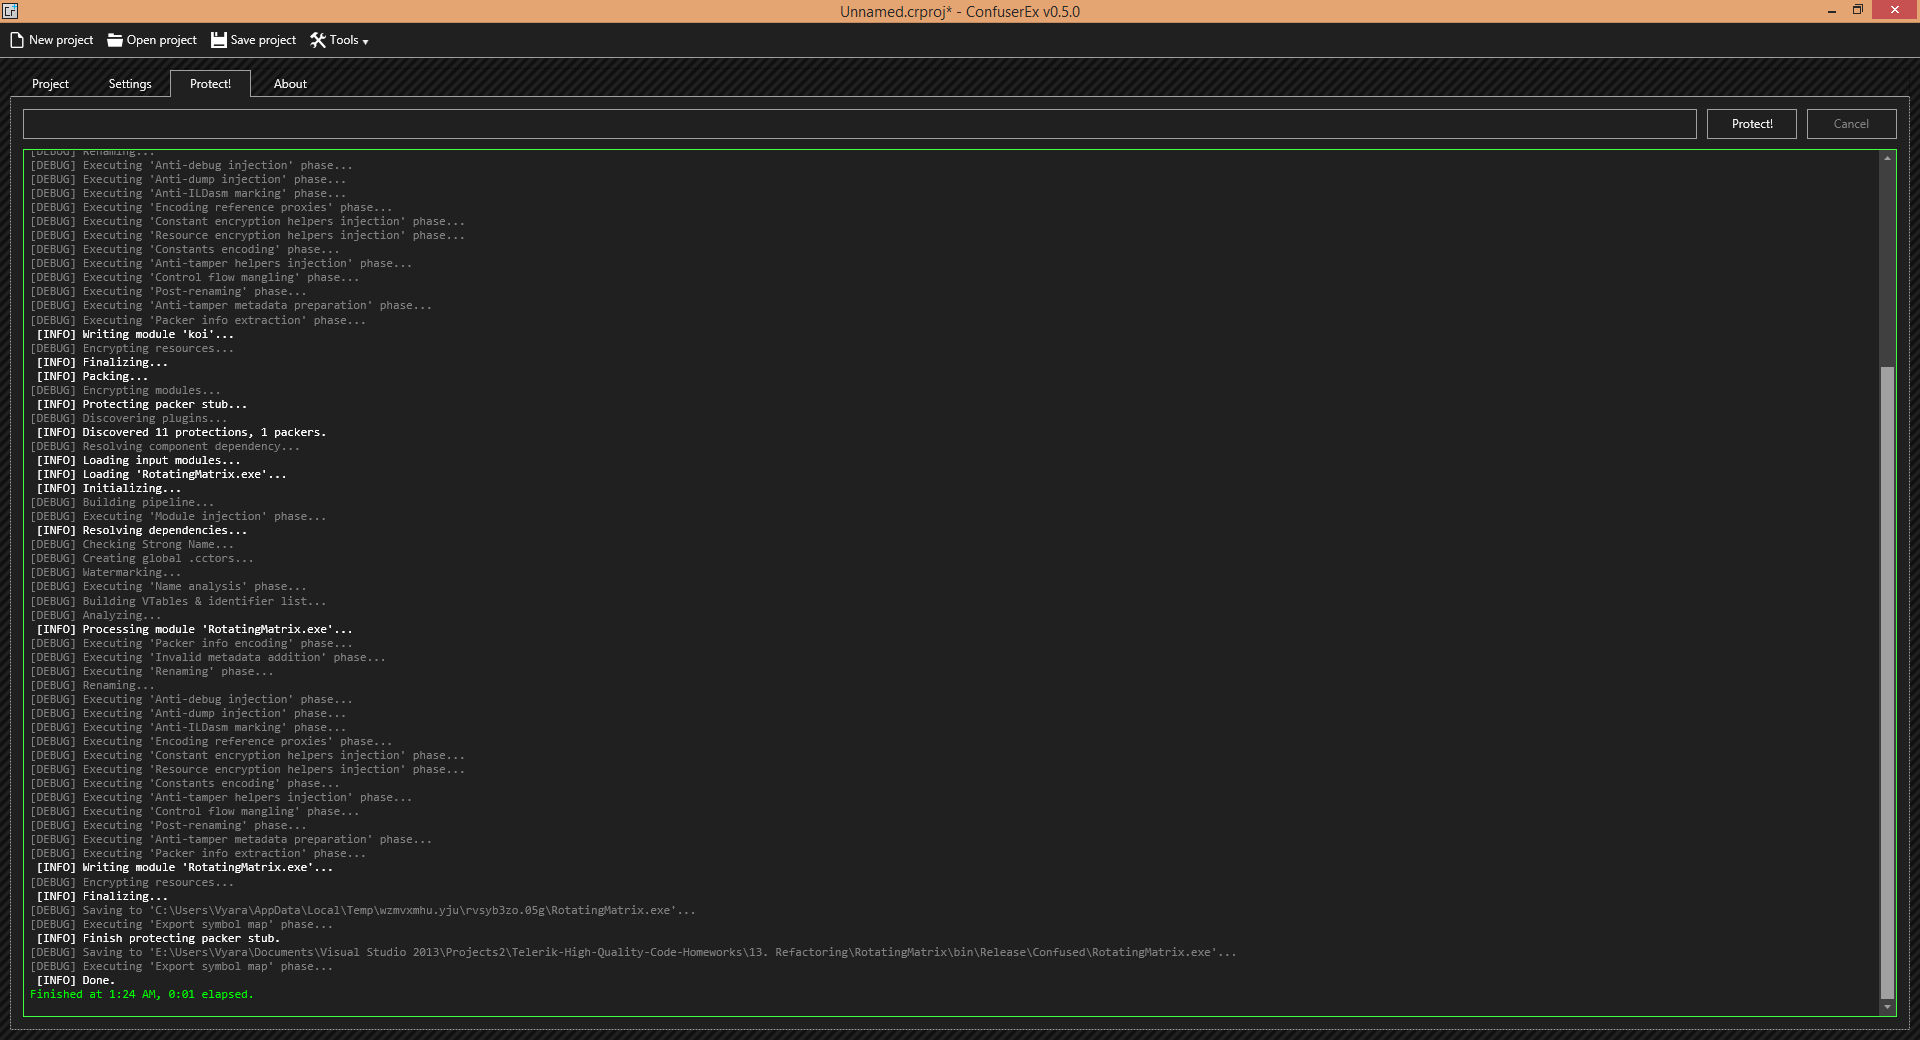 Unnamed.crproj* - ConfuserEx v0.5.0
New project Open project Save project Tools
Project Settings Protect! About
Protect! Cancel
[DEBUG] Renaming...
[DEBUG] Executing 'Anti-debug injection' phase...
[DEBUG] Executing 'Anti-dump injection' phase...
[DEBUG] Executing 'Anti-ILDasm marking' phase...
[DEBUG] Executing 'Encoding reference proxies' phase...
[DEBUG] Executing 'Constant encryption helpers injection' phase...
[DEBUG] Executing 'Resource encryption helpers injection' phase...
[DEBUG] Executing 'Constants encoding' phase...
[DEBUG] Executing 'Anti-tamper helpers injection' phase...
[DEBUG] Executing 'Control flow mangling' phase...
[DEBUG] Executing 'Post-renaming' phase...
[DEBUG] Executing 'Anti-tamper metadata preparation' phase...
[DEBUG] Executing 'Packer info extraction' phase...
[INFO] Writing module 'koi'...
[DEBUG] Encrypting resources...
[INFO] Finalizing...
[INFO] Packing...
[DEBUG] Encrypting modules...
[INFO] Protecting packer stub...
[DEBUG] Discovering plugins...
[INFO] Discovered 11 protections, 1 packers.
[DEBUG] Resolving component dependency...
[INFO] Loading input modules...
[INFO] Loading 'RotatingMatrix.exe'...
[INFO] Initializing...
[DEBUG] Building pipeline...
[DEBUG] Executing 'Module injection' phase...
[INFO] Resolving dependencies...
[DEBUG] Checking Strong Name...
[DEBUG] Creating global .cctors...
[DEBUG] Watermarking...
[DEBUG] Executing 'Name analysis' phase...
[DEBUG] Building VTables & identifier list...
[DEBUG] Analyzing...
[INFO] Processing module 'RotatingMatrix.exe'...
[DEBUG] Executing 'Packer info encoding' phase...
[DEBUG] Executing 'Invalid metadata addition' phase...
[DEBUG] Executing 'Renaming' phase...
[DEBUG] Renaming...
[DEBUG] Executing 'Anti-debug injection' phase...
[DEBUG] Executing 'Anti-dump injection' phase...
[DEBUG] Executing 'Anti-ILDasm marking' phase...
[DEBUG] Executing 'Encoding reference proxies' phase...
[DEBUG] Executing 'Constant encryption helpers injection' phase...
[DEBUG] Executing 'Resource encryption helpers injection' phase...
[DEBUG] Executing 'Constants encoding' phase...
[DEBUG] Executing 'Anti-tamper helpers injection' phase...
[DEBUG] Executing 'Control flow mangling' phase...
[DEBUG] Executing 'Post-renaming' phase...
[DEBUG] Executing 'Anti-tamper metadata preparation' phase...
[DEBUG] Executing 'Packer info extraction' phase...
[INFO] Writing module 'RotatingMatrix.exe'...
[DEBUG] Encrypting resources...
[INFO] Finalizing...
[DEBUG] Saving to 'C:\Users\Vyara\AppData\Local\Temp\wzmvxmhu.yju\rvsyb3zo.05g\RotatingMatrix.exe'...
[DEBUG] Executing 'Export symbol map' phase...
[INFO] Finish protecting packer stub.
[DEBUG] Saving to 'E:\Users\Vyara\Documents\Visual Studio 2013\Projects2\Telerik-High-Quality-Code-Homeworks\13. Refactoring\RotatingMatrix\bin\Release\Confused\RotatingMatrix.exe'...
[DEBUG] Executing 'Export symbol map' phase...
[INFO] Done.
Finished at 1:24 AM, 0:01 elapsed.